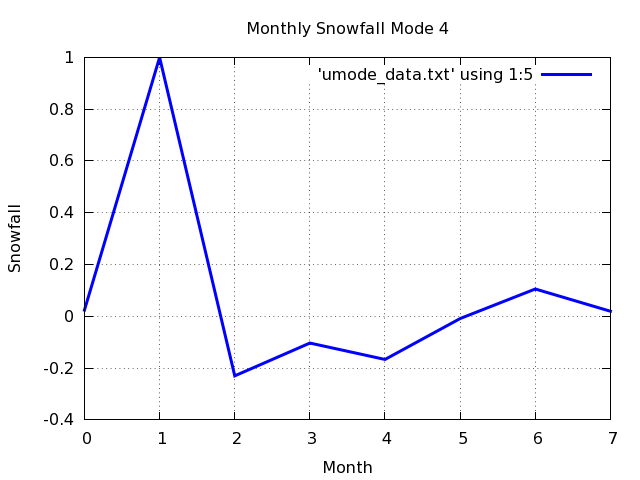 Monthly Snowfall Mode 4
'umode_data.txt' using 1:5
Snowfall
1
0.8
0.6
0.4
0.2
0
-0.2
-0.4
0 1 2 3 4 5 6 7
Month